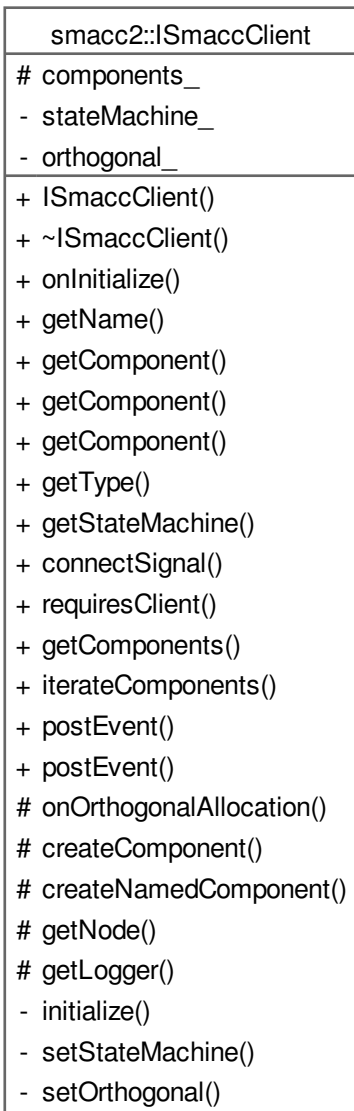 smacc2::ISmaccClient
# components_
- stateMachine_
- orthogonal_
+ ISmaccClient()
+ ~ISmaccClient()
+ onInitialize()
+ getName()
+ getComponent()
+ getComponent()
+ getComponent()
+ getType()
+ getStateMachine()
+ connectSignal()
+ requiresClient()
+ getComponents()
+ iterateComponents()
+ postEvent()
+ postEvent()
# onOrthogonalAllocation()
# createComponent()
# createNamedComponent()
# getNode()
# getLogger()
- initialize()
- setStateMachine()
- setOrthogonal()